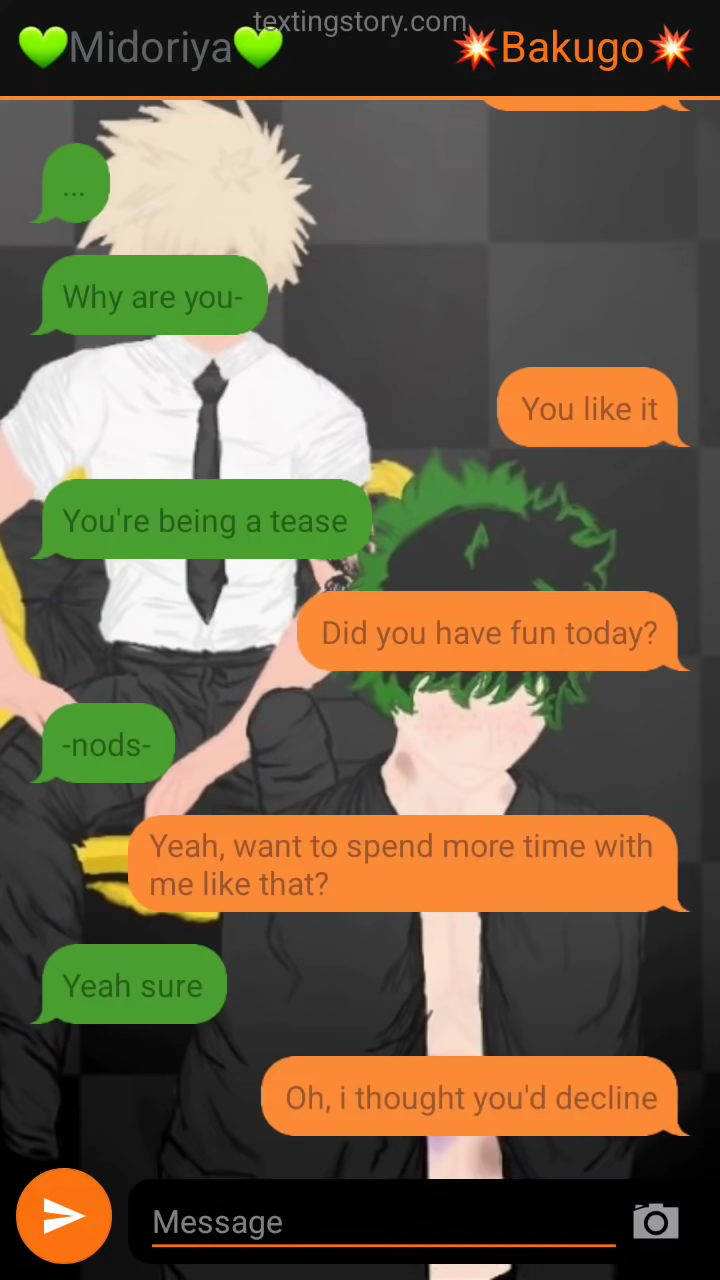 textingstory.com
💚Midoriya💚
💥Bakugo💥
...
Why are you-
You like it
You're being a tease
Did you have fun today?
-nods-
Yeah, want to spend more time with
me like that?
Yeah sure
Oh, i thought you'd decline
Message